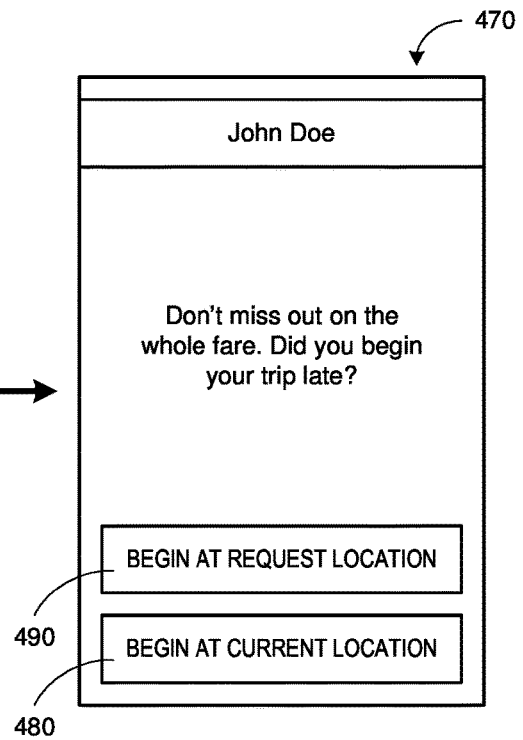 470
John Doe
Don't miss out on the
whole fare. Did you begin
your trip late?
BEGIN AT REQUEST LOCATION
490
BEGIN AT CURRENT LOCATION
480